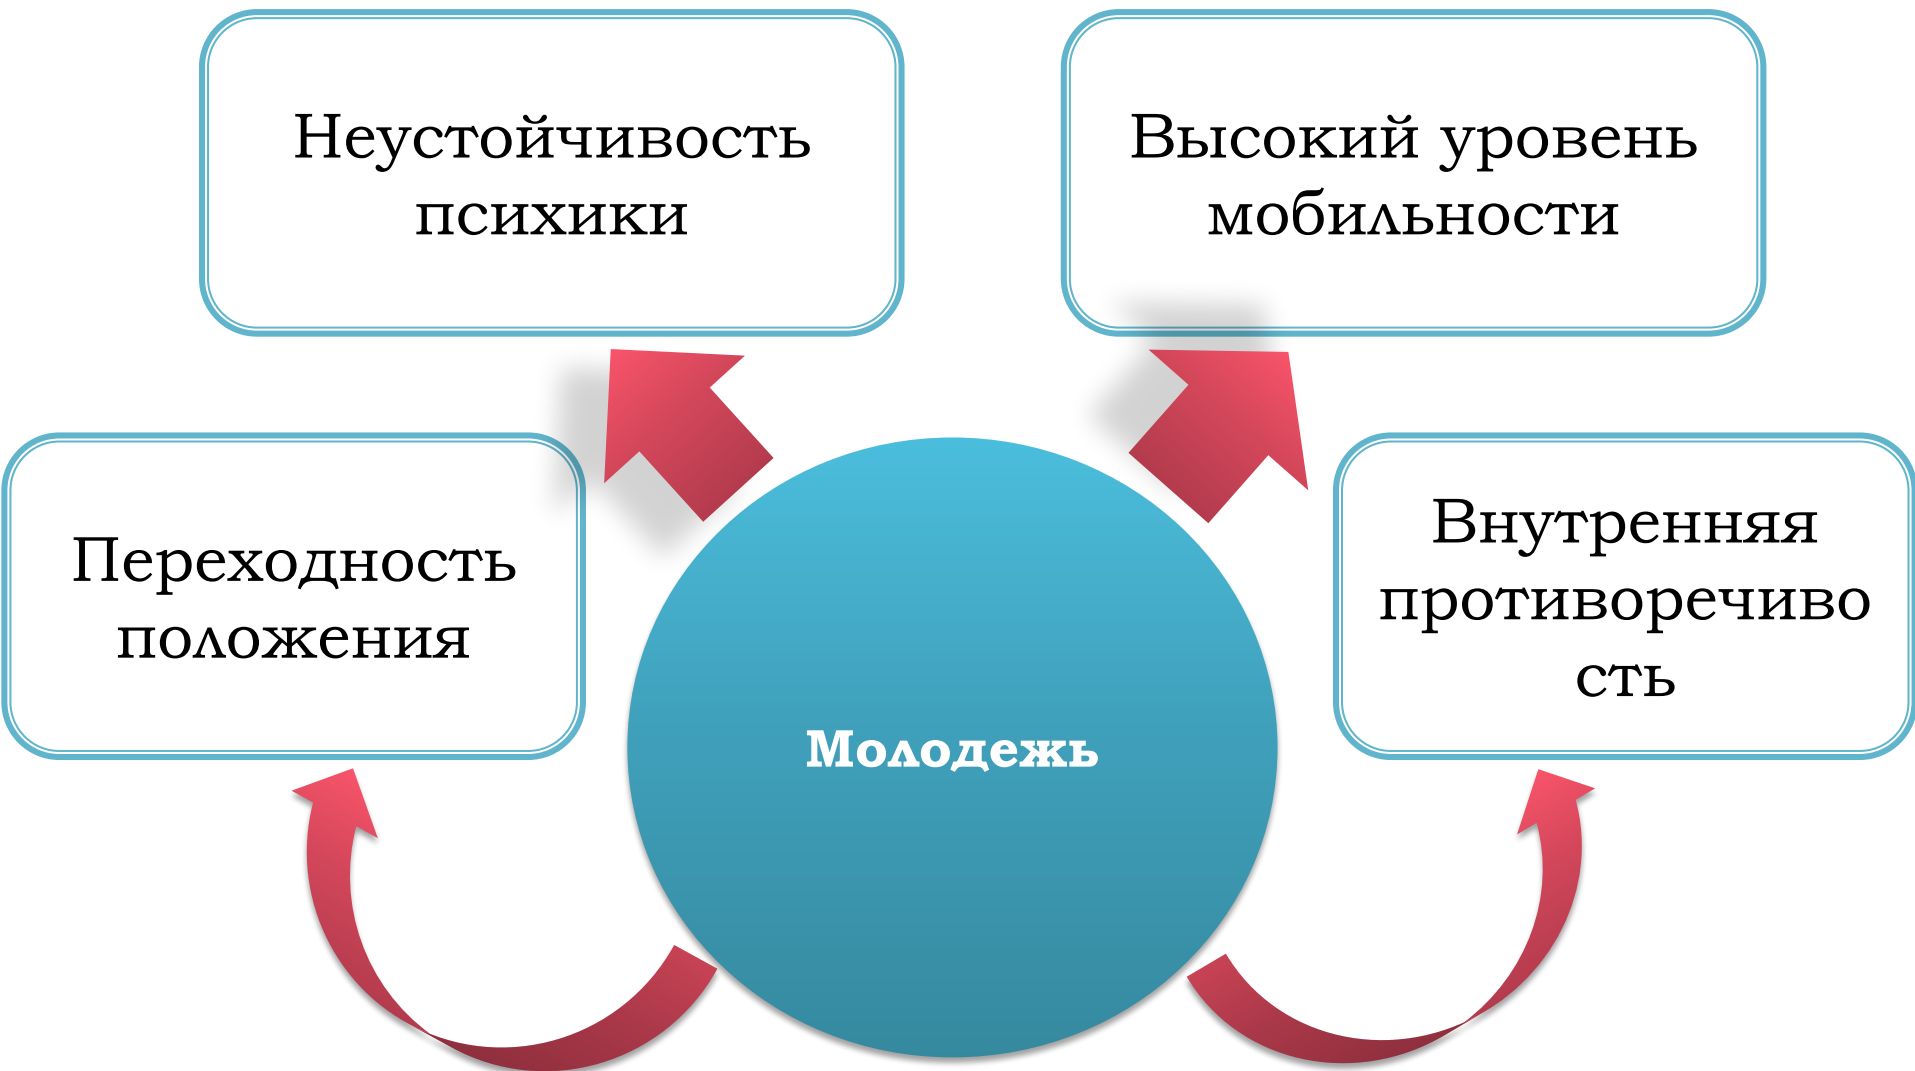 Неустойчивость
психики
Высокий уровень
мобильности
Переходность
положения
Внутренняя
противоречиво
сть
Молодежь